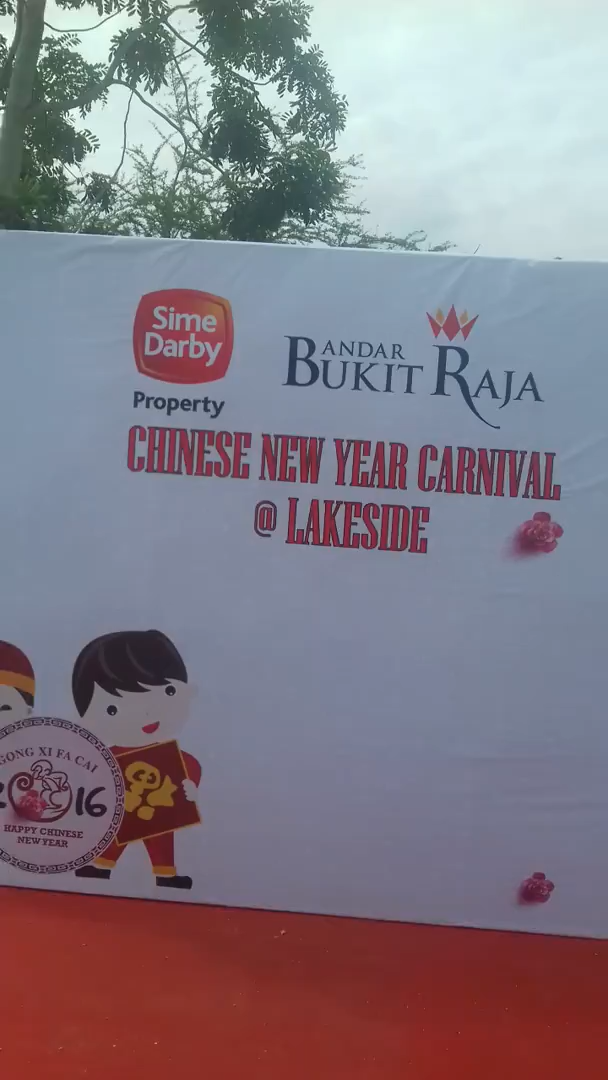 Sime
Darby
Property
BANDAR
BUKIT RAJA
CHINESE NEW YEAR CARNIVAL
@ LAKESIDE
GONG XI FA CAI
2016
HAPPY CHINESE
NEW YEAR